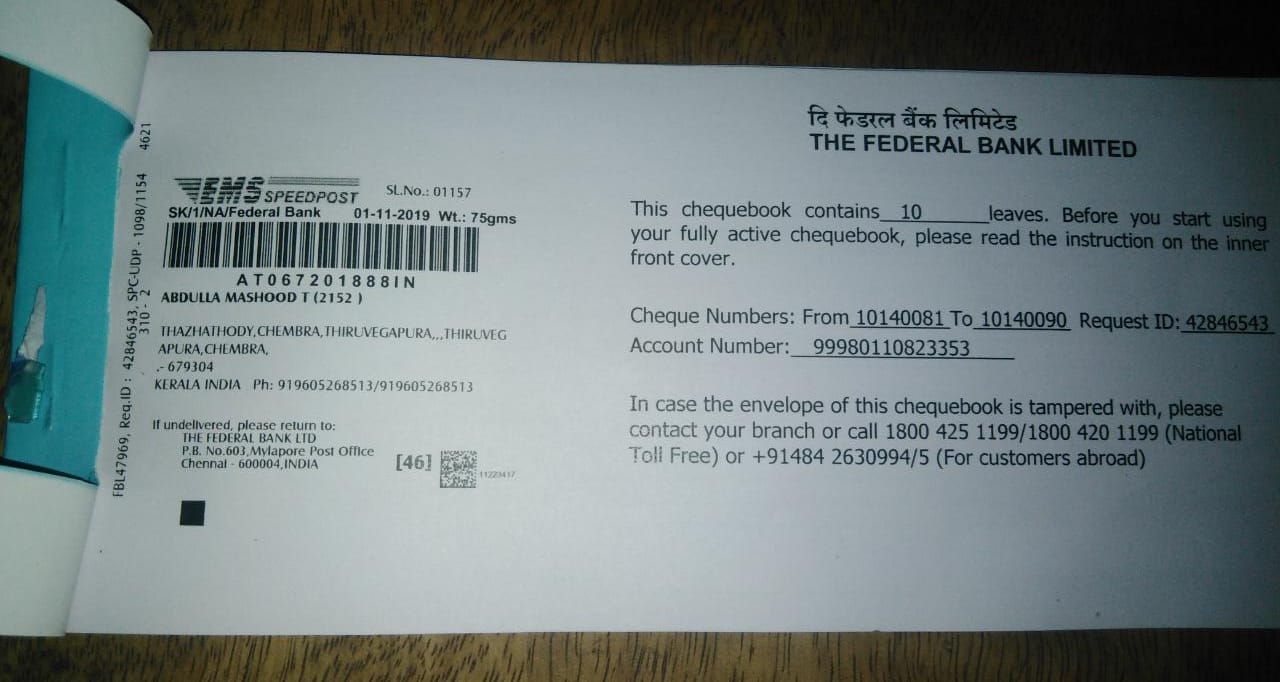 4621
FBL47969, Req.ID : 42846543, SPC-UDP - 1098/1154
310 - 2
EMS SPEEDPOST
SL.No.: 01157
SK/1/NA/Federal Bank 01-11-2019 Wt.: 75gms
AT067201888IN
ABDULLA MASHOOD T (2152 )
THAZHATHODY,CHEMBRA,THIRUVEGAPURA,,,THIRUVEG
APURA,CHEMBRA,
.- 679304
KERALA INDIA Ph: 919605268513/919605268513
If undelivered, please return to:
THE FEDERAL BANK LTD
P.B. No.603,Mylapore Post Office
Chennai - 600004,INDIA
[46]
11223417
दि फेडरल बैंक लिमिटेड
THE FEDERAL BANK LIMITED
This chequebook contains 10 leaves. Before you start using
your fully active chequebook, please read the instruction on the inner
front cover.
Cheque Numbers: From 10140081 To 10140090 Request ID: 42846543
Account Number: 99980110823353
In case the envelope of this chequebook is tampered with, please
contact your branch or call 1800 425 1199/1800 420 1199 (National
Toll Free) or +91484 2630994/5 (For customers abroad)